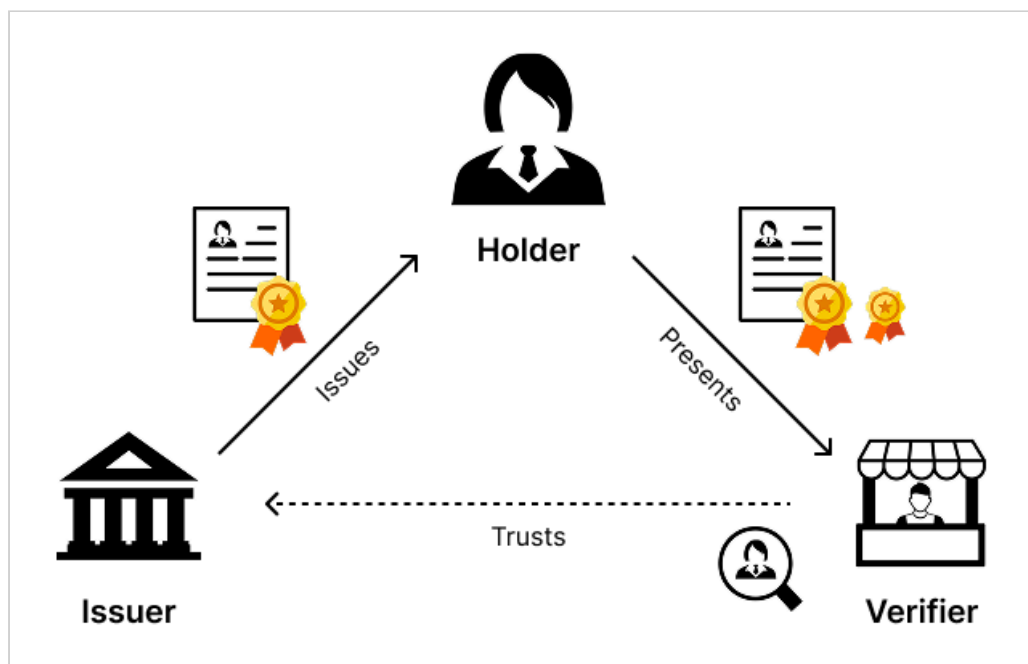 Holder
Issues
Presents
Trusts
Issuer
Verifier